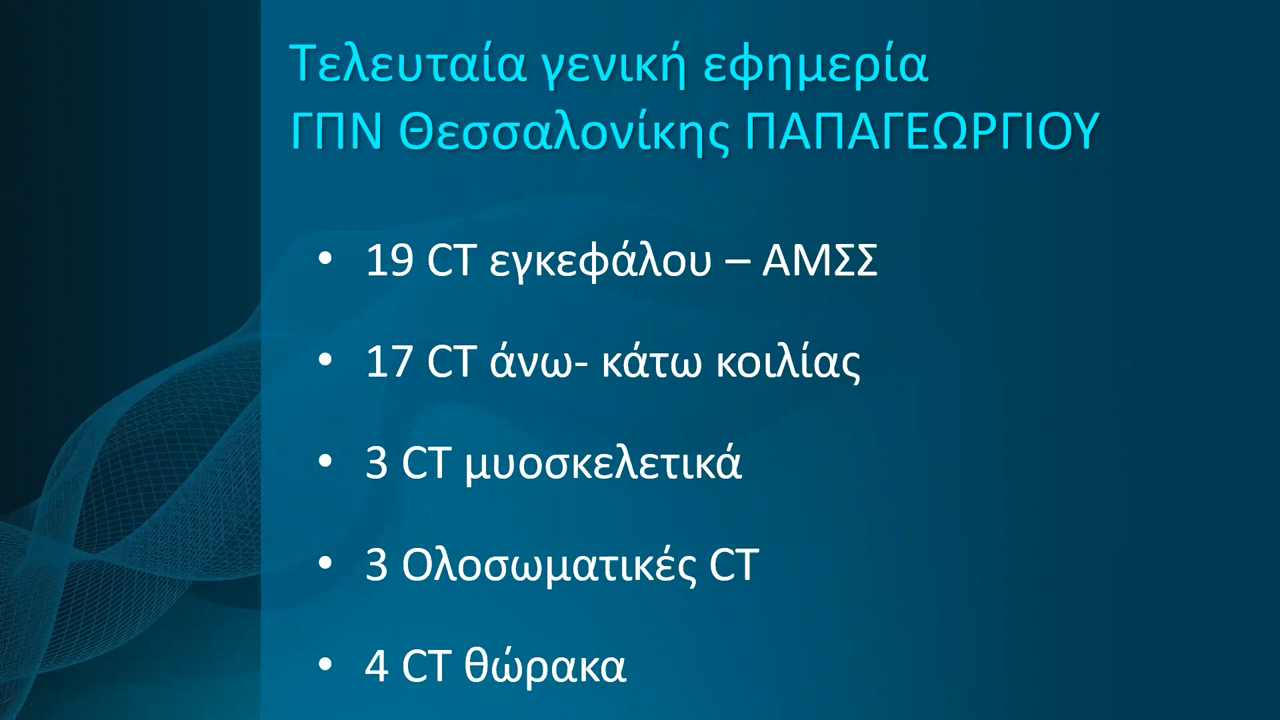 Τελευταία γενική εφημερία
ΓΠΝ Θεσσαλονίκης ΠΑΠΑΓΕΩΡΓΙΟΥ
• 19 CT εγκεφάλου – ΑΜΣΣ
• 17 CT άνω- κάτω κοιλίας
• 3 CT μυοσκελετικά
• 3 Ολοσωματικές CT
• 4 CT θώρακα